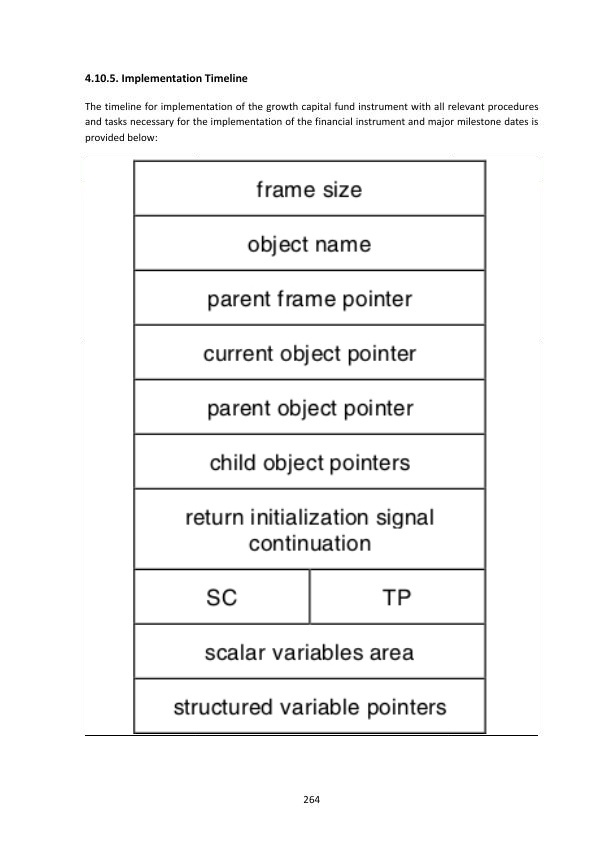 4.10.5. Implementation Timeline
The timeline for implementation of the growth capital fund instrument with all relevant procedures
and tasks necessary for the implementation of the financial instrument and major milestone dates is
provided below:
frame size
object name
parent frame pointer
current object pointer
parent object pointer
child object pointers
return initialization signal
continuation
SC TP
scalar variables area
structured variable pointers
264